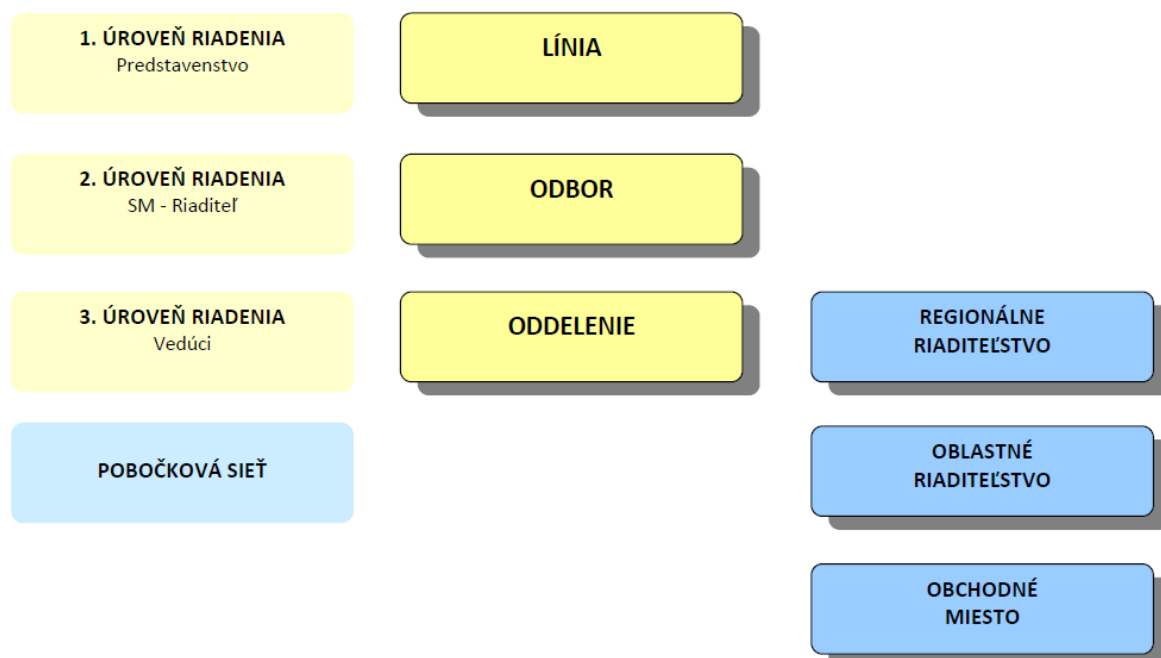 1. ÚROVEŇ RIADENIA
Predstavenstvo
LÍNIA
2. ÚROVEŇ RIADENIA
SM - Riaditeľ
ODBOR
3. ÚROVEŇ RIADENIA
Vedúci
ODDELENIE
REGIONÁLNE
RIADITEĽSTVO
POBOČKOVÁ SIEŤ
OBLASTNÉ
RIADITEĽSTVO
OBCHODNÉ
MIESTO